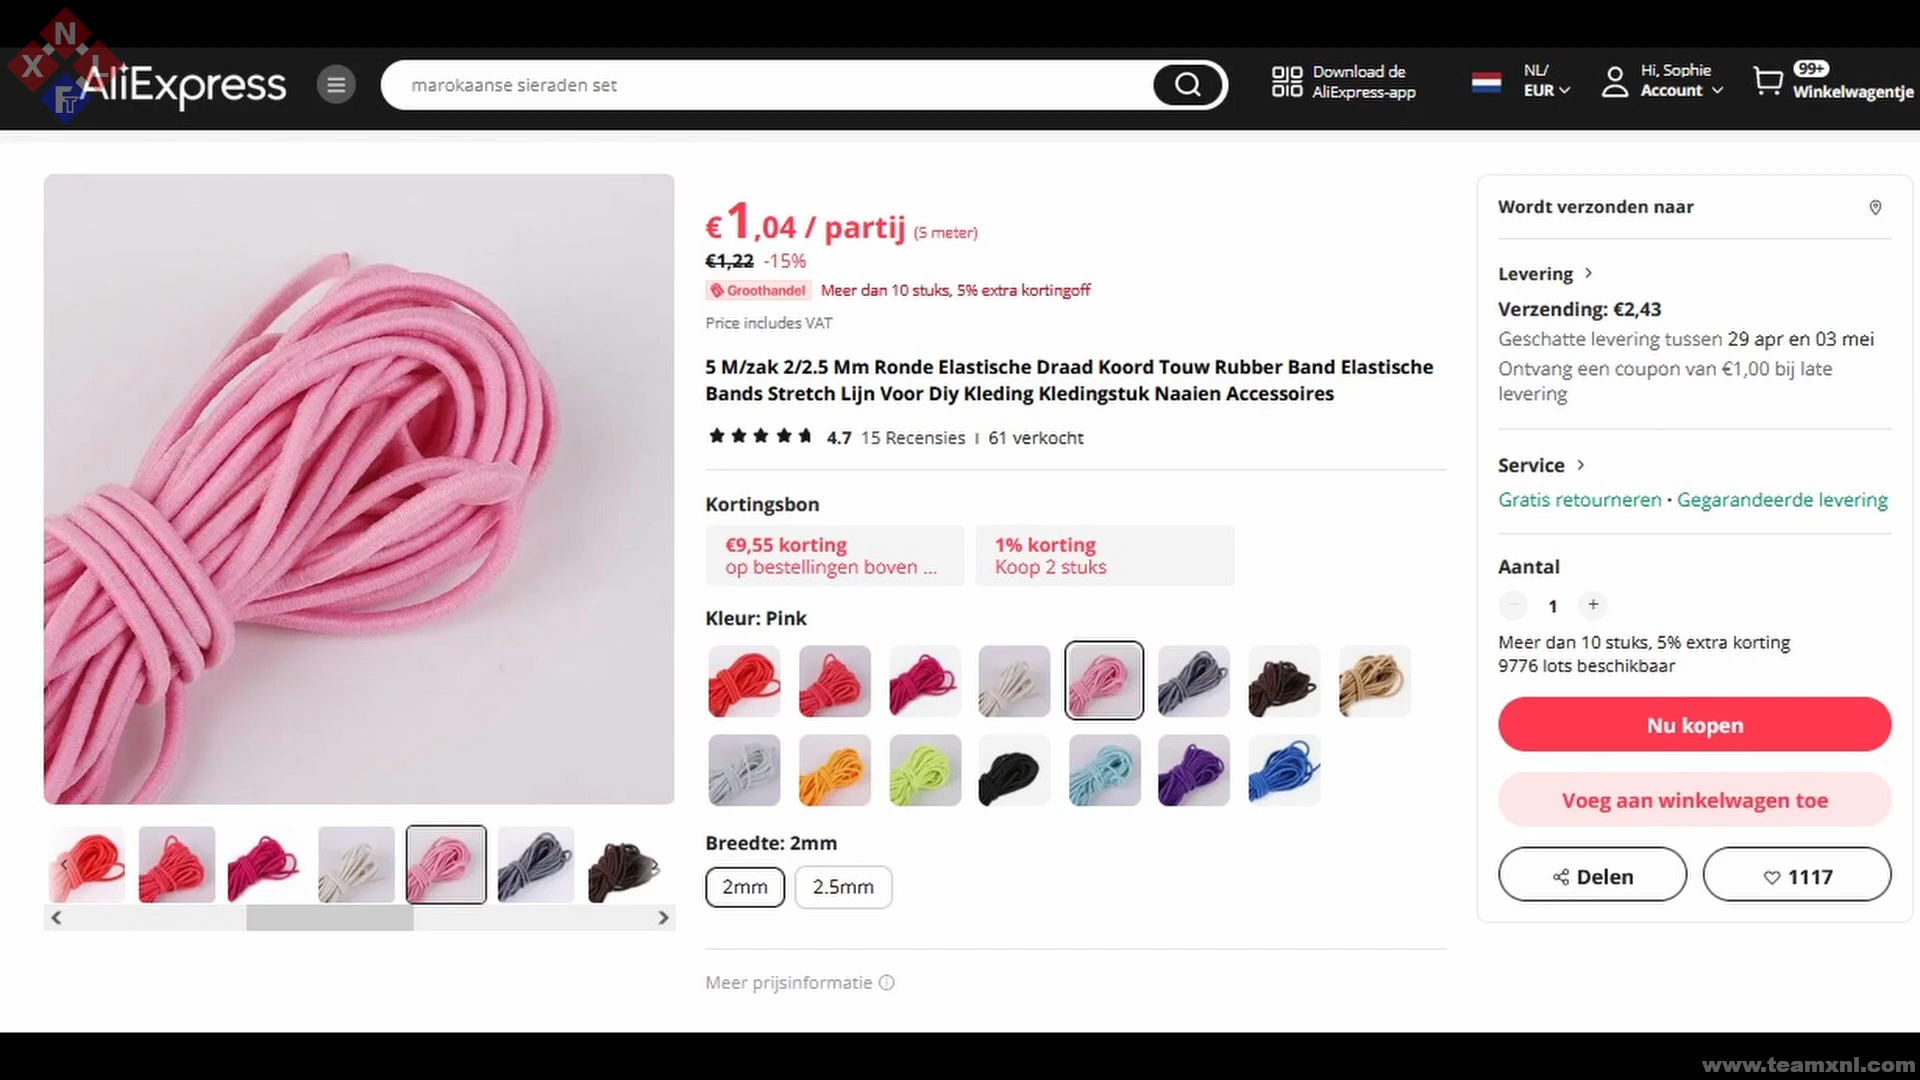 N
X L
FT
AliExpress
marokaanse sieraden set
Download de
AliExpress-app
NL/
EUR
Hi, Sophie
Account
99+
Winkelwagentje
€1,04 / partij (5 meter)
€1,22 -15%
Groothandel Meer dan 10 stuks, 5% extra kortingoff
Price includes VAT
5 M/zak 2/2.5 Mm Ronde Elastische Draad Koord Touw Rubber Band Elastische
Bands Stretch Lijn Voor Diy Kleding Kledingstuk Naaien Accessoires
4.7 15 Recensies | 61 verkocht
Kortingsbon
€9,55 korting
op bestellingen boven ...
1% korting
Koop 2 stuks
Kleur: Pink
Breedte: 2mm
2mm 2.5mm
Meer prijsinformatie
Wordt verzonden naar
Levering
Verzending: €2,43
Geschatte levering tussen 29 apr en 03 mei
Ontvang een coupon van €1,00 bij late
levering
Service
Gratis retourneren • Gegarandeerde levering
Aantal
1 +
Meer dan 10 stuks, 5% extra korting
9776 lots beschikbaar
Nu kopen
Voeg aan winkelwagen toe
Delen 1117
www.teamxnl.com